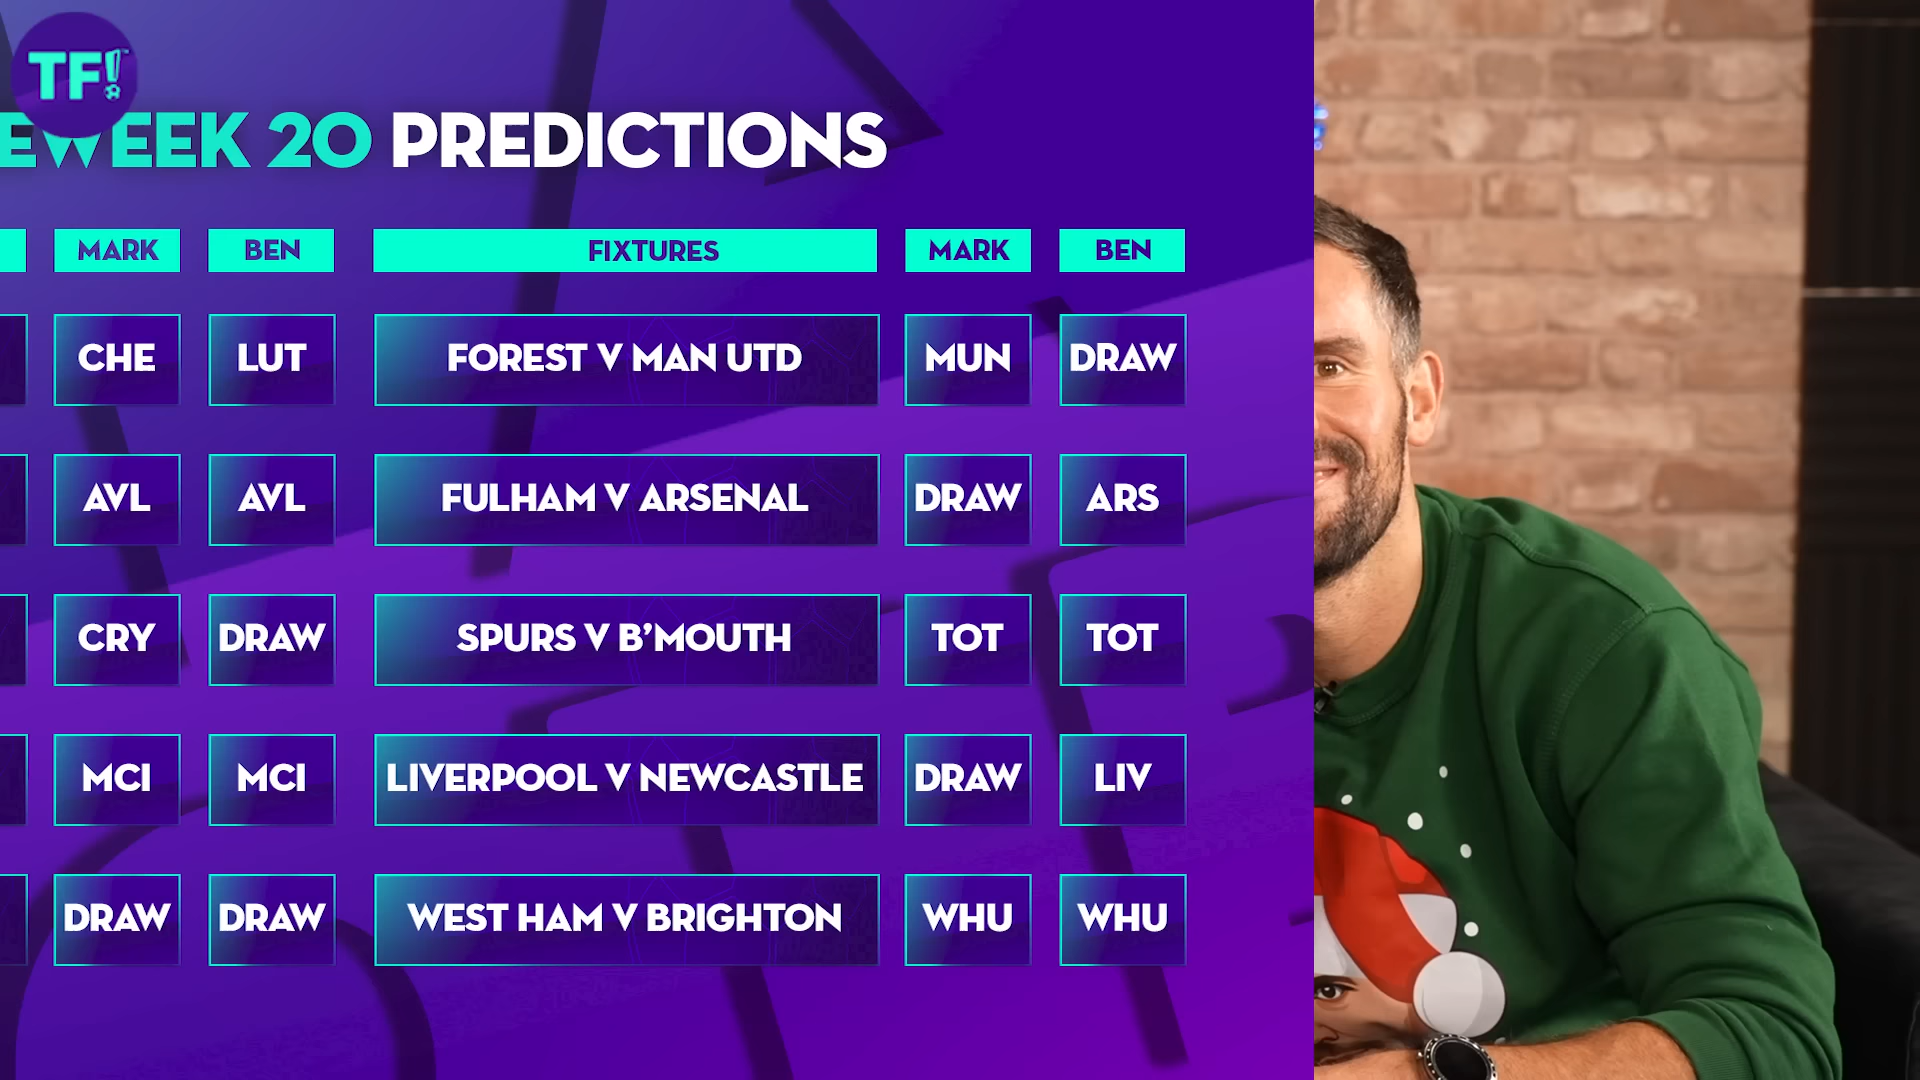 TF!
EWEEK 20 PREDICTIONS
MARK BEN FIXTURES MARK BEN
CHE LUT FOREST V MAN UTD MUN DRAW
AVL AVL FULHAM V ARSENAL DRAW ARS
CRY DRAW SPURS V B'MOUTH TOT TOT
MCI MCI LIVERPOOL V NEWCASTLE DRAW LIV
DRAW DRAW WEST HAM V BRIGHTON WHU WHU